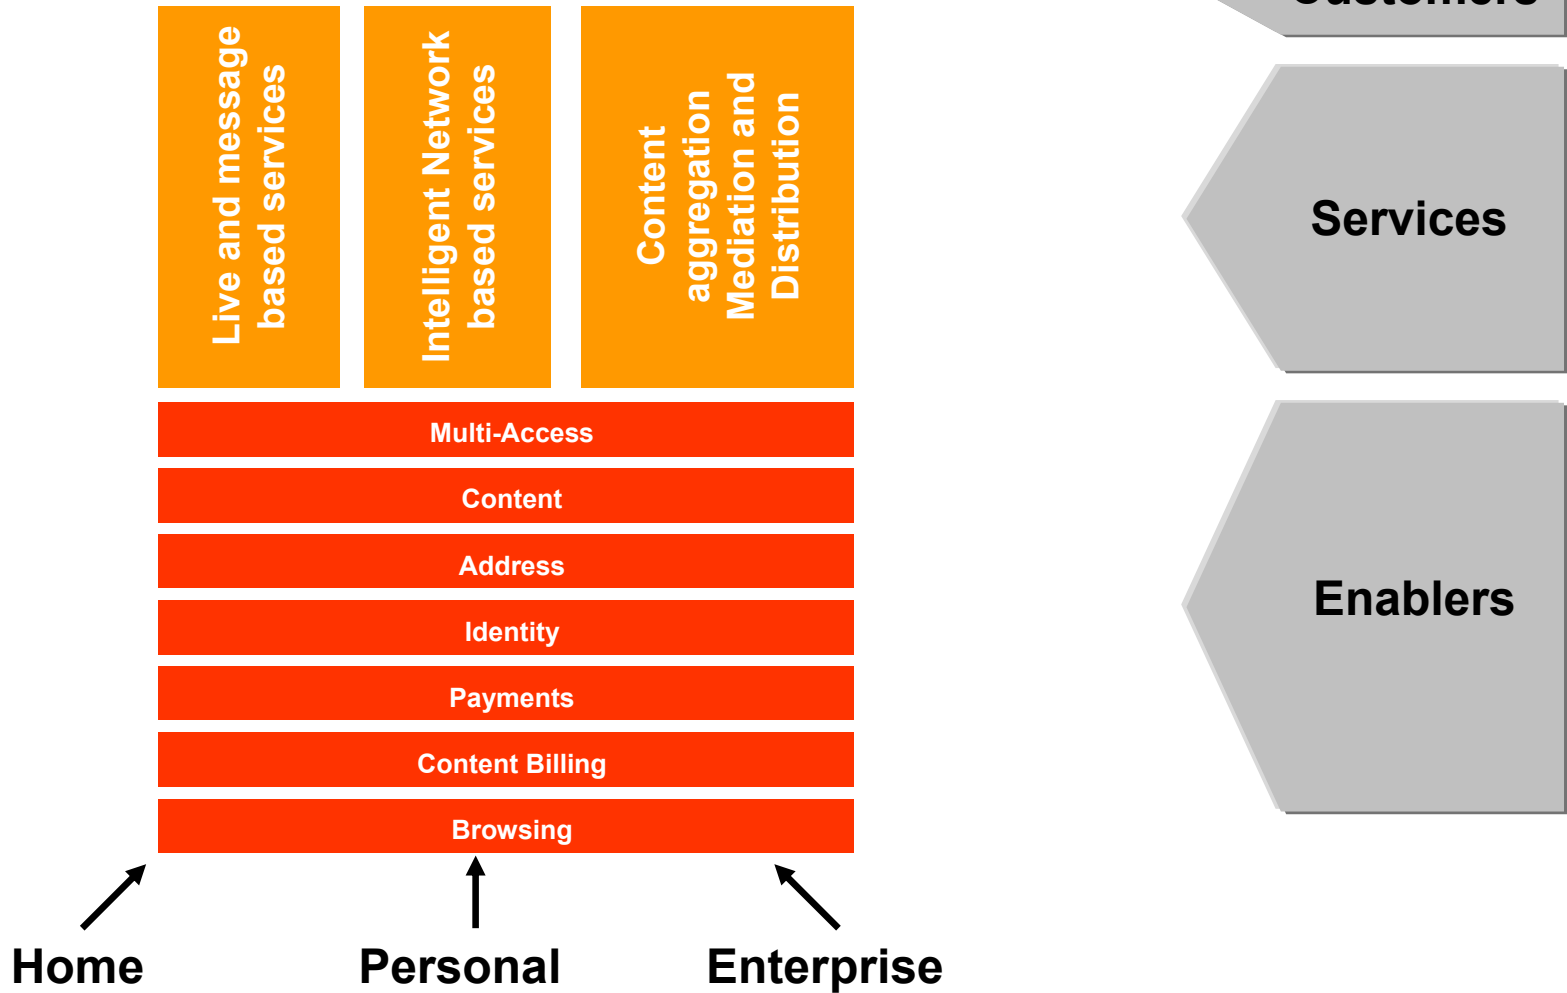 Customers
Live and message
based services
Intelligent Network
based services
Content
aggregation
Mediation and
Distribution
Services
Multi-Access
Content
Address
Identity
Payments
Content Billing
Browsing
Enablers
Home
Personal
Enterprise